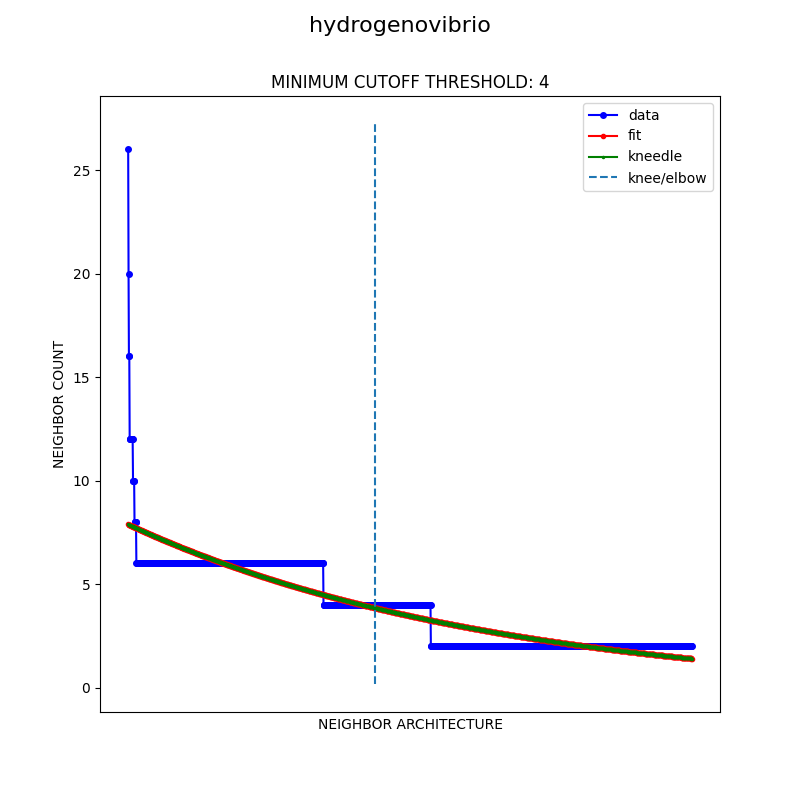 hydrogenovibrio
MINIMUM CUTOFF THRESHOLD: 4
data
fit
kneedle
knee/elbow
25
20
15
10
5
0
NEIGHBOR COUNT
NEIGHBOR ARCHITECTURE